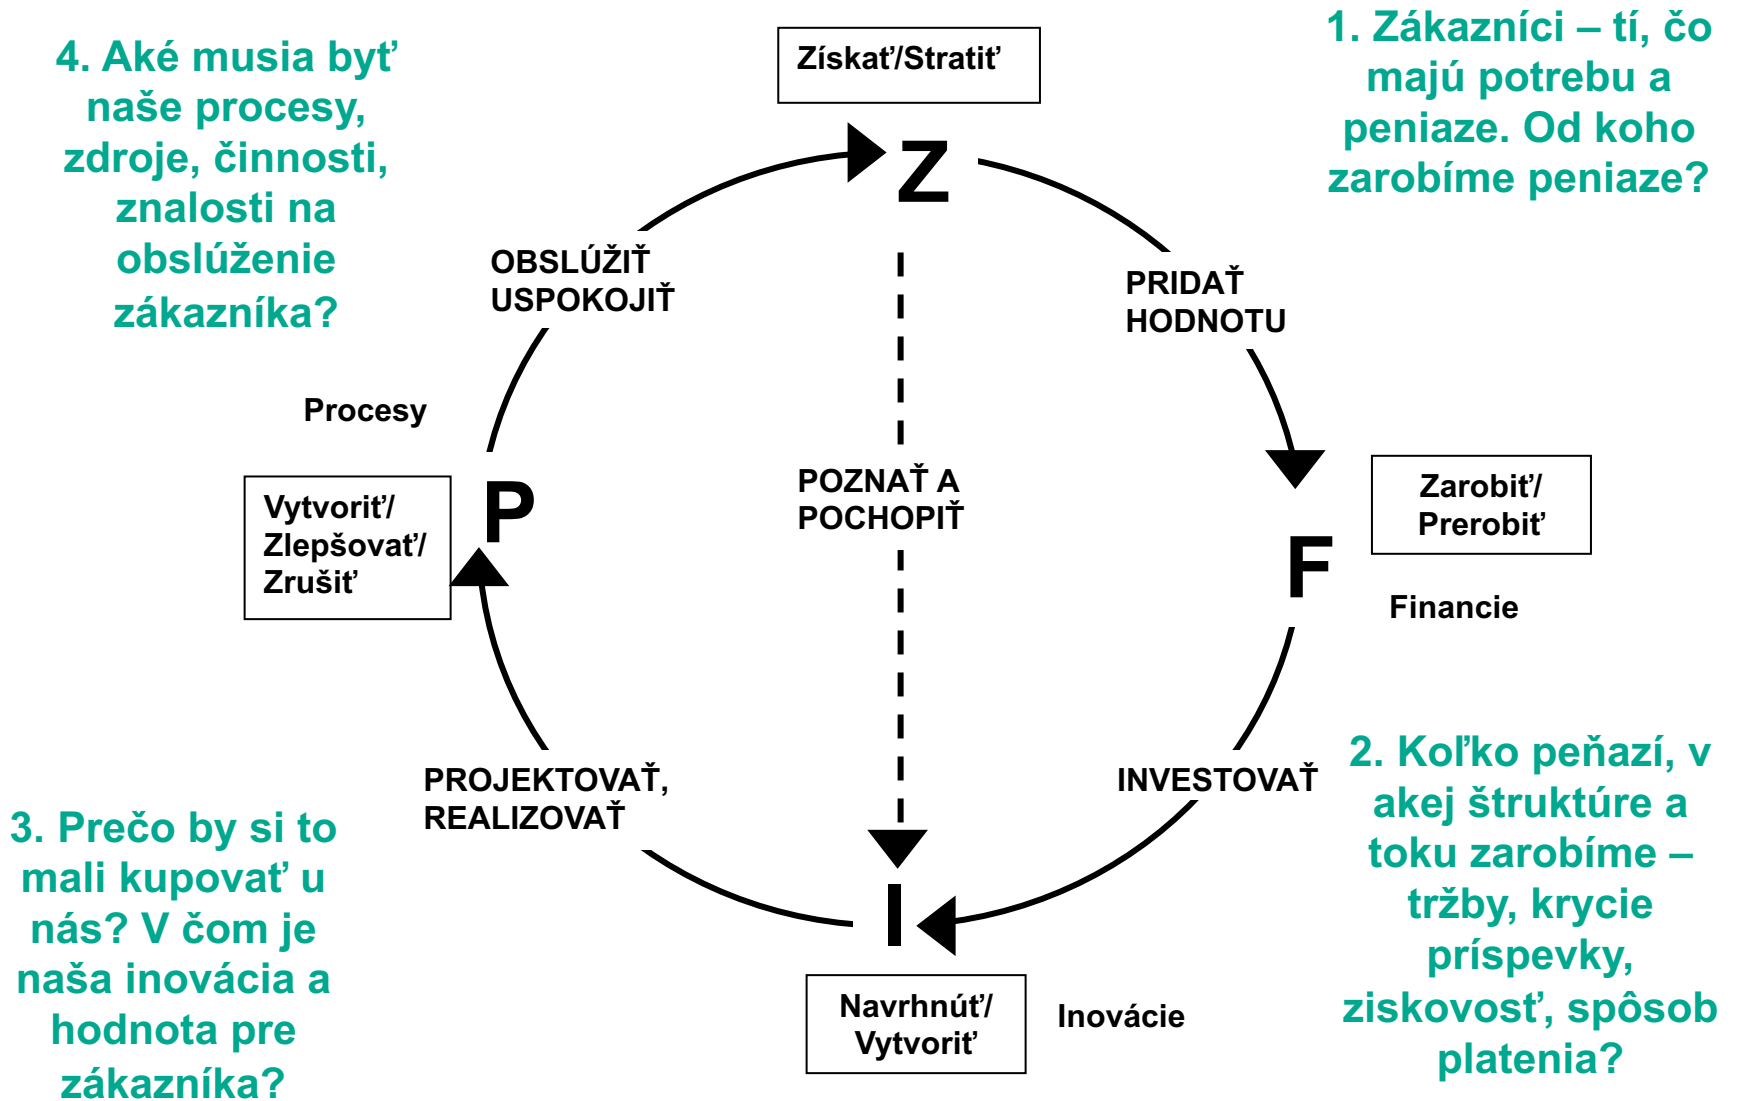 4. Aké musia byť
naše procesy,
zdroje, činnosti,
znalosti na
obslúženie
zákazníka?
Získať/Stratiť
1. Zákazníci – tí, čo
majú potrebu a
peniaze. Od koho
zarobíme peniaze?
Z
OBSLÚŽIŤ
USPOKOJIŤ
PRIDAŤ
HODNOTU
Procesy
P
Vytvoriť/
Zlepšovať/
Zrušiť
POZNAŤ A
POCHOPIŤ
Zarobiť/
Prerobiť
F
Financie
PROJEKTOVAŤ,
REALIZOVAŤ
INVESTOVAŤ
2. Koľko peňazí, v
akej štruktúre a
toku zarobíme –
tržby, krycie
príspevky,
ziskovosť, spôsob
platenia?
3. Prečo by si to
mali kupovať u
nás? V čom je
naša inovácia a
hodnota pre
zákazníka?
I
Navrhnúť/
Vytvoriť
Inovácie